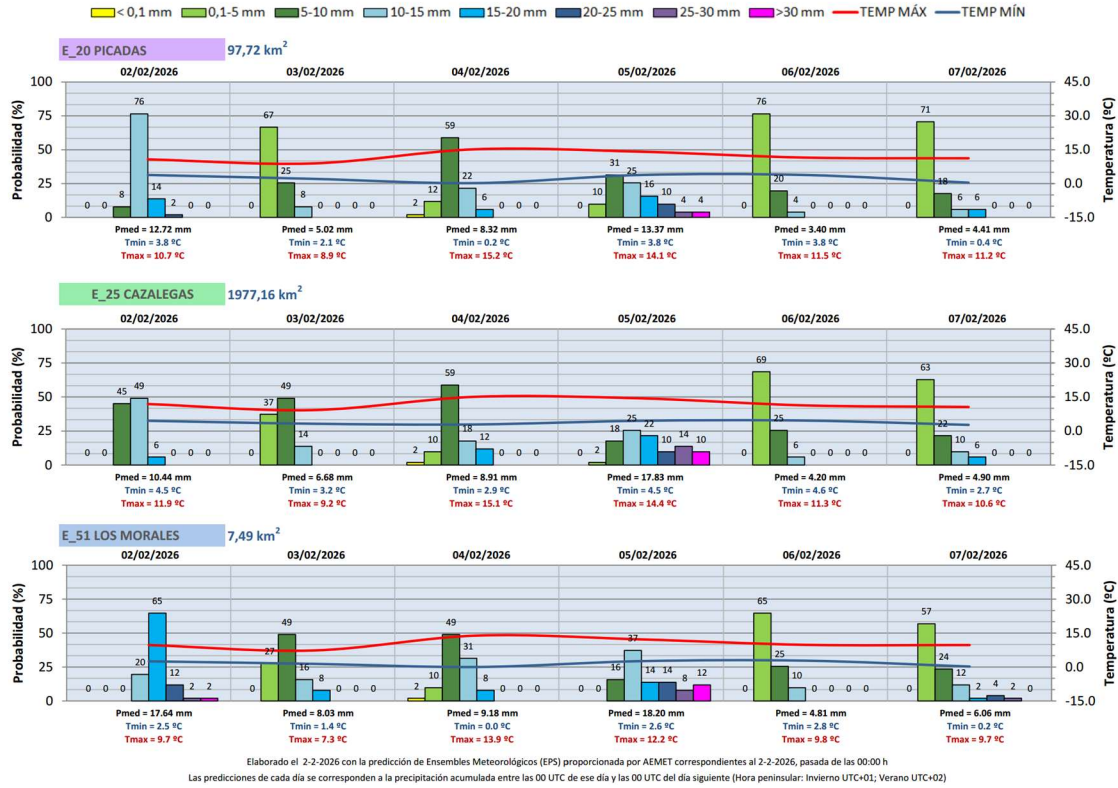 < 0,1 mm 0,1-5 mm 5-10 mm 10-15 mm 15-20 mm 20-25 mm 25-30 mm >30 mm TEMP MÁX TEMP MÍN
E_20 PICADAS 97,72 km²
02/02/2026 03/02/2026 04/02/2026 05/02/2026 06/02/2026 07/02/2026
Probabilidad (%)
100
75
50
25
0
0 0 8 76 14 2 0 0
0 67 25 8 0 0 0 0
2 12 59 22 6 0 0 0
0 10 31 25 16 10 4 4
0 76 20 4 0 0 0 0
0 71 18 6 6 0 0 0
45.0
30.0
15.0
0.0
-15.0
Temperatura (ºC)
Pmed = 12.72 mm Pmed = 5.02 mm Pmed = 8.32 mm Pmed = 13.37 mm Pmed = 3.40 mm Pmed = 4.41 mm
Tmin = 3.8 ºC Tmin = 2.1 ºC Tmin = 0.2 ºC Tmin = 3.8 ºC Tmin = 3.8 ºC Tmin = 0.4 ºC
Tmax = 10.7 ºC Tmax = 8.9 ºC Tmax = 15.2 ºC Tmax = 14.1 ºC Tmax = 11.5 ºC Tmax = 11.2 ºC
E_25 CAZALEGAS 1977,16 km²
02/02/2026 03/02/2026 04/02/2026 05/02/2026 06/02/2026 07/02/2026
Probabilidad (%)
100
75
50
25
0
0 0 45 49 6 0 0 0
0 37 49 14 0 0 0 0
2 10 59 18 12 0 0 0
0 2 18 25 22 10 14 10
0 69 25 6 0 0 0 0
0 63 22 10 6 0 0 0
45.0
30.0
15.0
0.0
-15.0
Temperatura (ºC)
Pmed = 10.44 mm Pmed = 6.68 mm Pmed = 8.91 mm Pmed = 17.83 mm Pmed = 4.20 mm Pmed = 4.90 mm
Tmin = 4.5 ºC Tmin = 3.2 ºC Tmin = 2.9 ºC Tmin = 4.5 ºC Tmin = 4.6 ºC Tmin = 2.7 ºC
Tmax = 11.9 ºC Tmax = 9.2 ºC Tmax = 15.1 ºC Tmax = 14.4 ºC Tmax = 11.3 ºC Tmax = 10.6 ºC
E_51 LOS MORALES 7,49 km²
02/02/2026 03/02/2026 04/02/2026 05/02/2026 06/02/2026 07/02/2026
Probabilidad (%)
100
75
50
25
0
0 0 0 20 65 12 2 2
0 27 49 16 8 0 0 0
2 10 49 31 8 0 0 0
0 0 16 37 14 14 8 12
0 65 25 10 0 0 0 0
0 57 24 12 2 4 2 0
45.0
30.0
15.0
0.0
-15.0
Temperatura (ºC)
Pmed = 17.64 mm Pmed = 8.03 mm Pmed = 9.18 mm Pmed = 18.20 mm Pmed = 4.81 mm Pmed = 6.06 mm
Tmin = 2.5 ºC Tmin = 1.4 ºC Tmin = 0.0 ºC Tmin = 2.6 ºC Tmin = 2.8 ºC Tmin = 0.2 ºC
Tmax = 9.7 ºC Tmax = 7.3 ºC Tmax = 13.9 ºC Tmax = 12.2 ºC Tmax = 9.8 ºC Tmax = 9.7 ºC
Elaborado el 2-2-2026 con la predicción de Ensembles Meteorológicos (EPS) proporcionada por AEMET correspondientes al 2-2-2026, pasada de las 00:00 h
Las predicciones de cada día se corresponden a la precipitación acumulada entre las 00 UTC de ese día y las 00 UTC del día siguiente (Hora peninsular: Invierno UTC+01; Verano UTC+02)